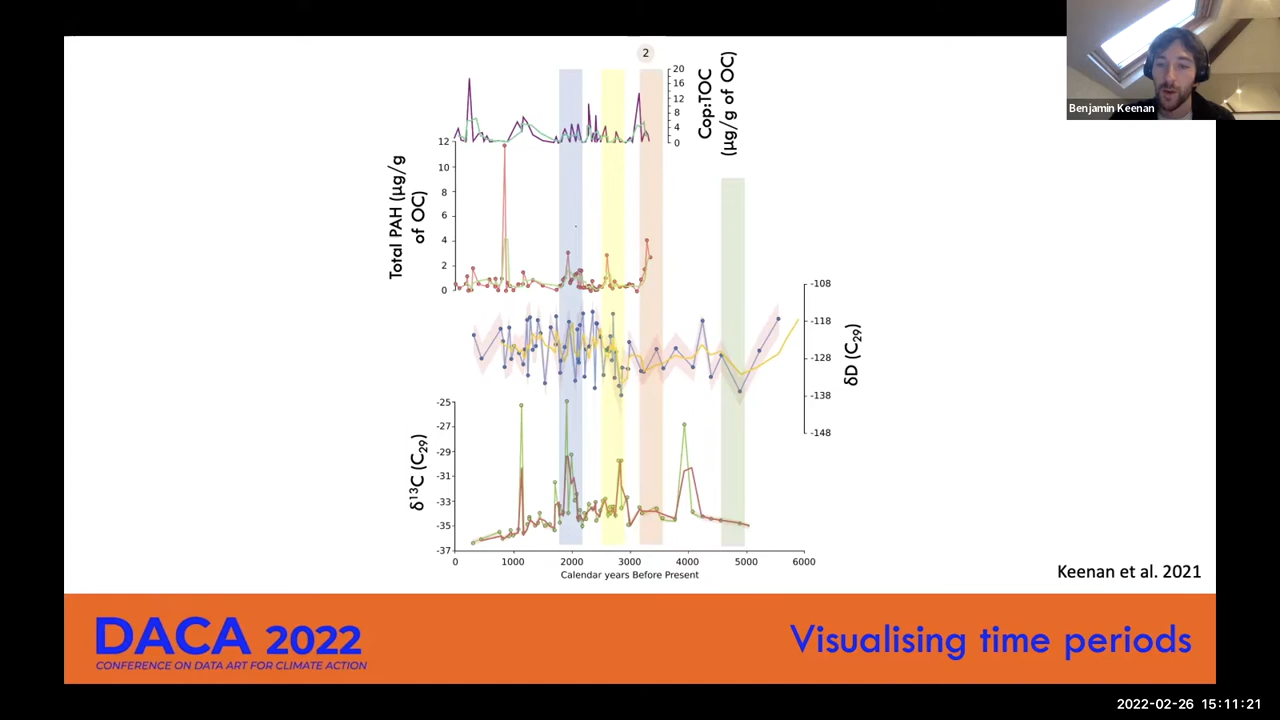 2
20
16
12
8
4
0
Cop:TOC
(µg/g of OC)
Benjamin Keenan
12
10
8
6
4
2
0
Total PAH (µg/g
of OC)
-108
-118
-128
-138
-148
δD (C₂₉)
-25
-27
-29
-31
-33
-35
-37
δ¹³C (C₂₉)
0 1000 2000 3000 4000 5000 6000
Calendar years Before Present
Keenan et al. 2021
DACA 2022
CONFERENCE ON DATA ART FOR CLIMATE ACTION
Visualising time periods
2022-02-26 15:11:21